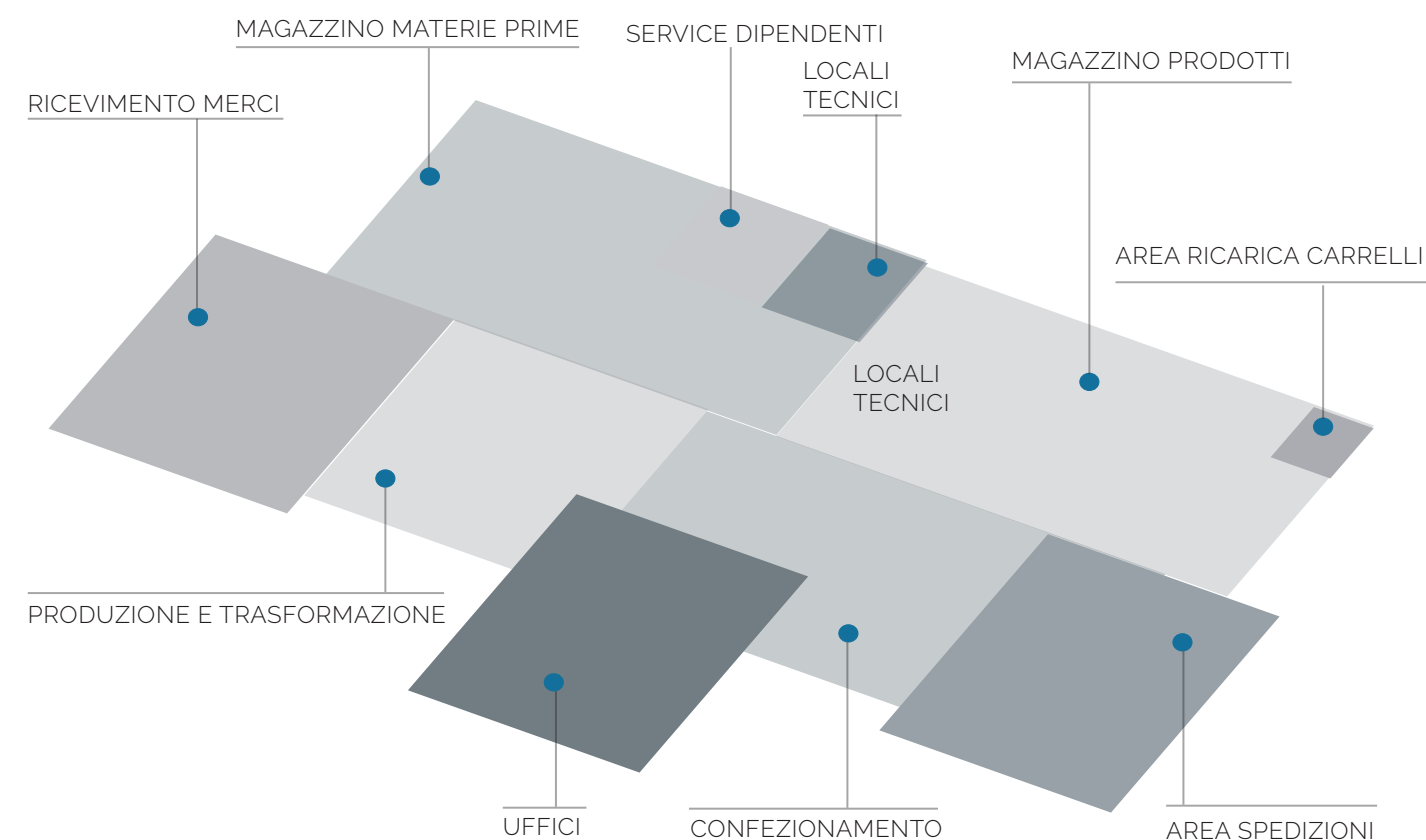 MAGAZZINO MATERIE PRIME
SERVICE DIPENDENTI
LOCALI
TECNICI
MAGAZZINO PRODOTTI
RICEVIMENTO MERCI
AREA RICARICA CARRELLI
LOCALI
TECNICI
PRODUZIONE E TRASFORMAZIONE
UFFICI
CONFEZIONAMENTO
AREA SPEDIZIONI